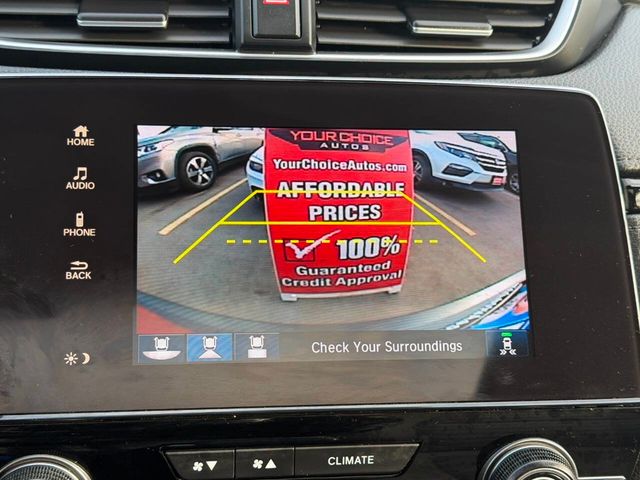 HOME
AUDIO
PHONE
BACK
YOUR CHOICE
AUTOS
YourChoiceAutos.com
AFFORDABLE
PRICES
100%
Guaranteed
Credit Approval
Check Your Surroundings
CLIMATE